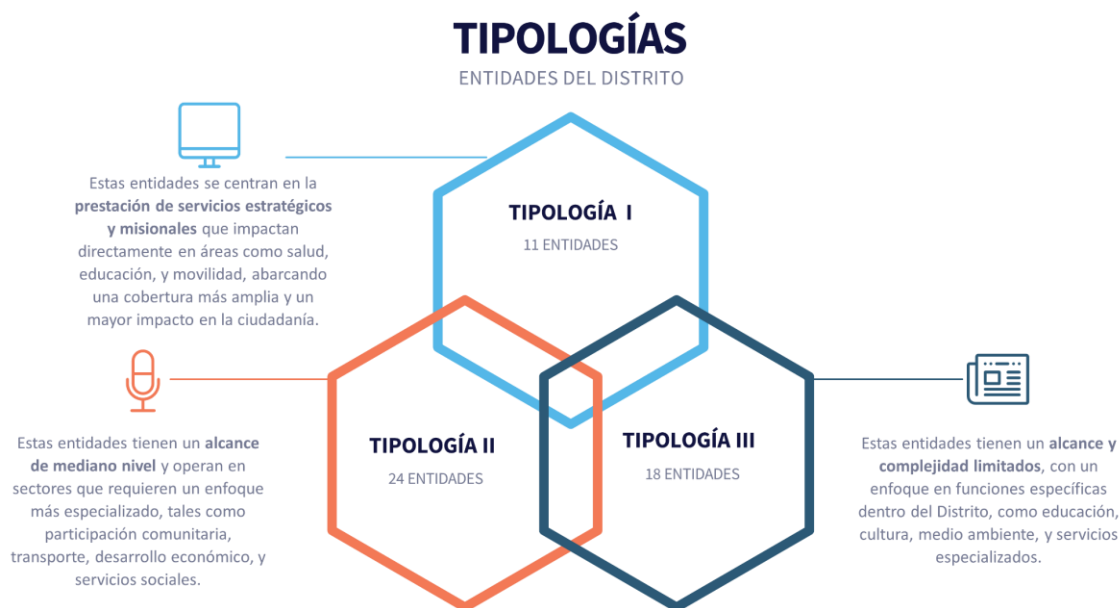 TIPOLOGÍAS
ENTIDADES DEL DISTRITO
Estas entidades se centran en la
prestación de servicios estratégicos
y misionales que impactan
directamente en áreas como salud,
educación, y movilidad, abarcando
una cobertura más amplia y un
mayor impacto en la ciudadanía.
TIPOLOGÍA I
11 ENTIDADES
Estas entidades tienen un alcance
de mediano nivel y operan en
sectores que requieren un enfoque
más especializado, tales como
participación comunitaria,
transporte, desarrollo económico, y
servicios sociales.
TIPOLOGÍA II
24 ENTIDADES
TIPOLOGÍA III
18 ENTIDADES
Estas entidades tienen un alcance y
complejidad limitados, con un
enfoque en funciones específicas
dentro del Distrito, como educación,
cultura, medio ambiente, y servicios
especializados.